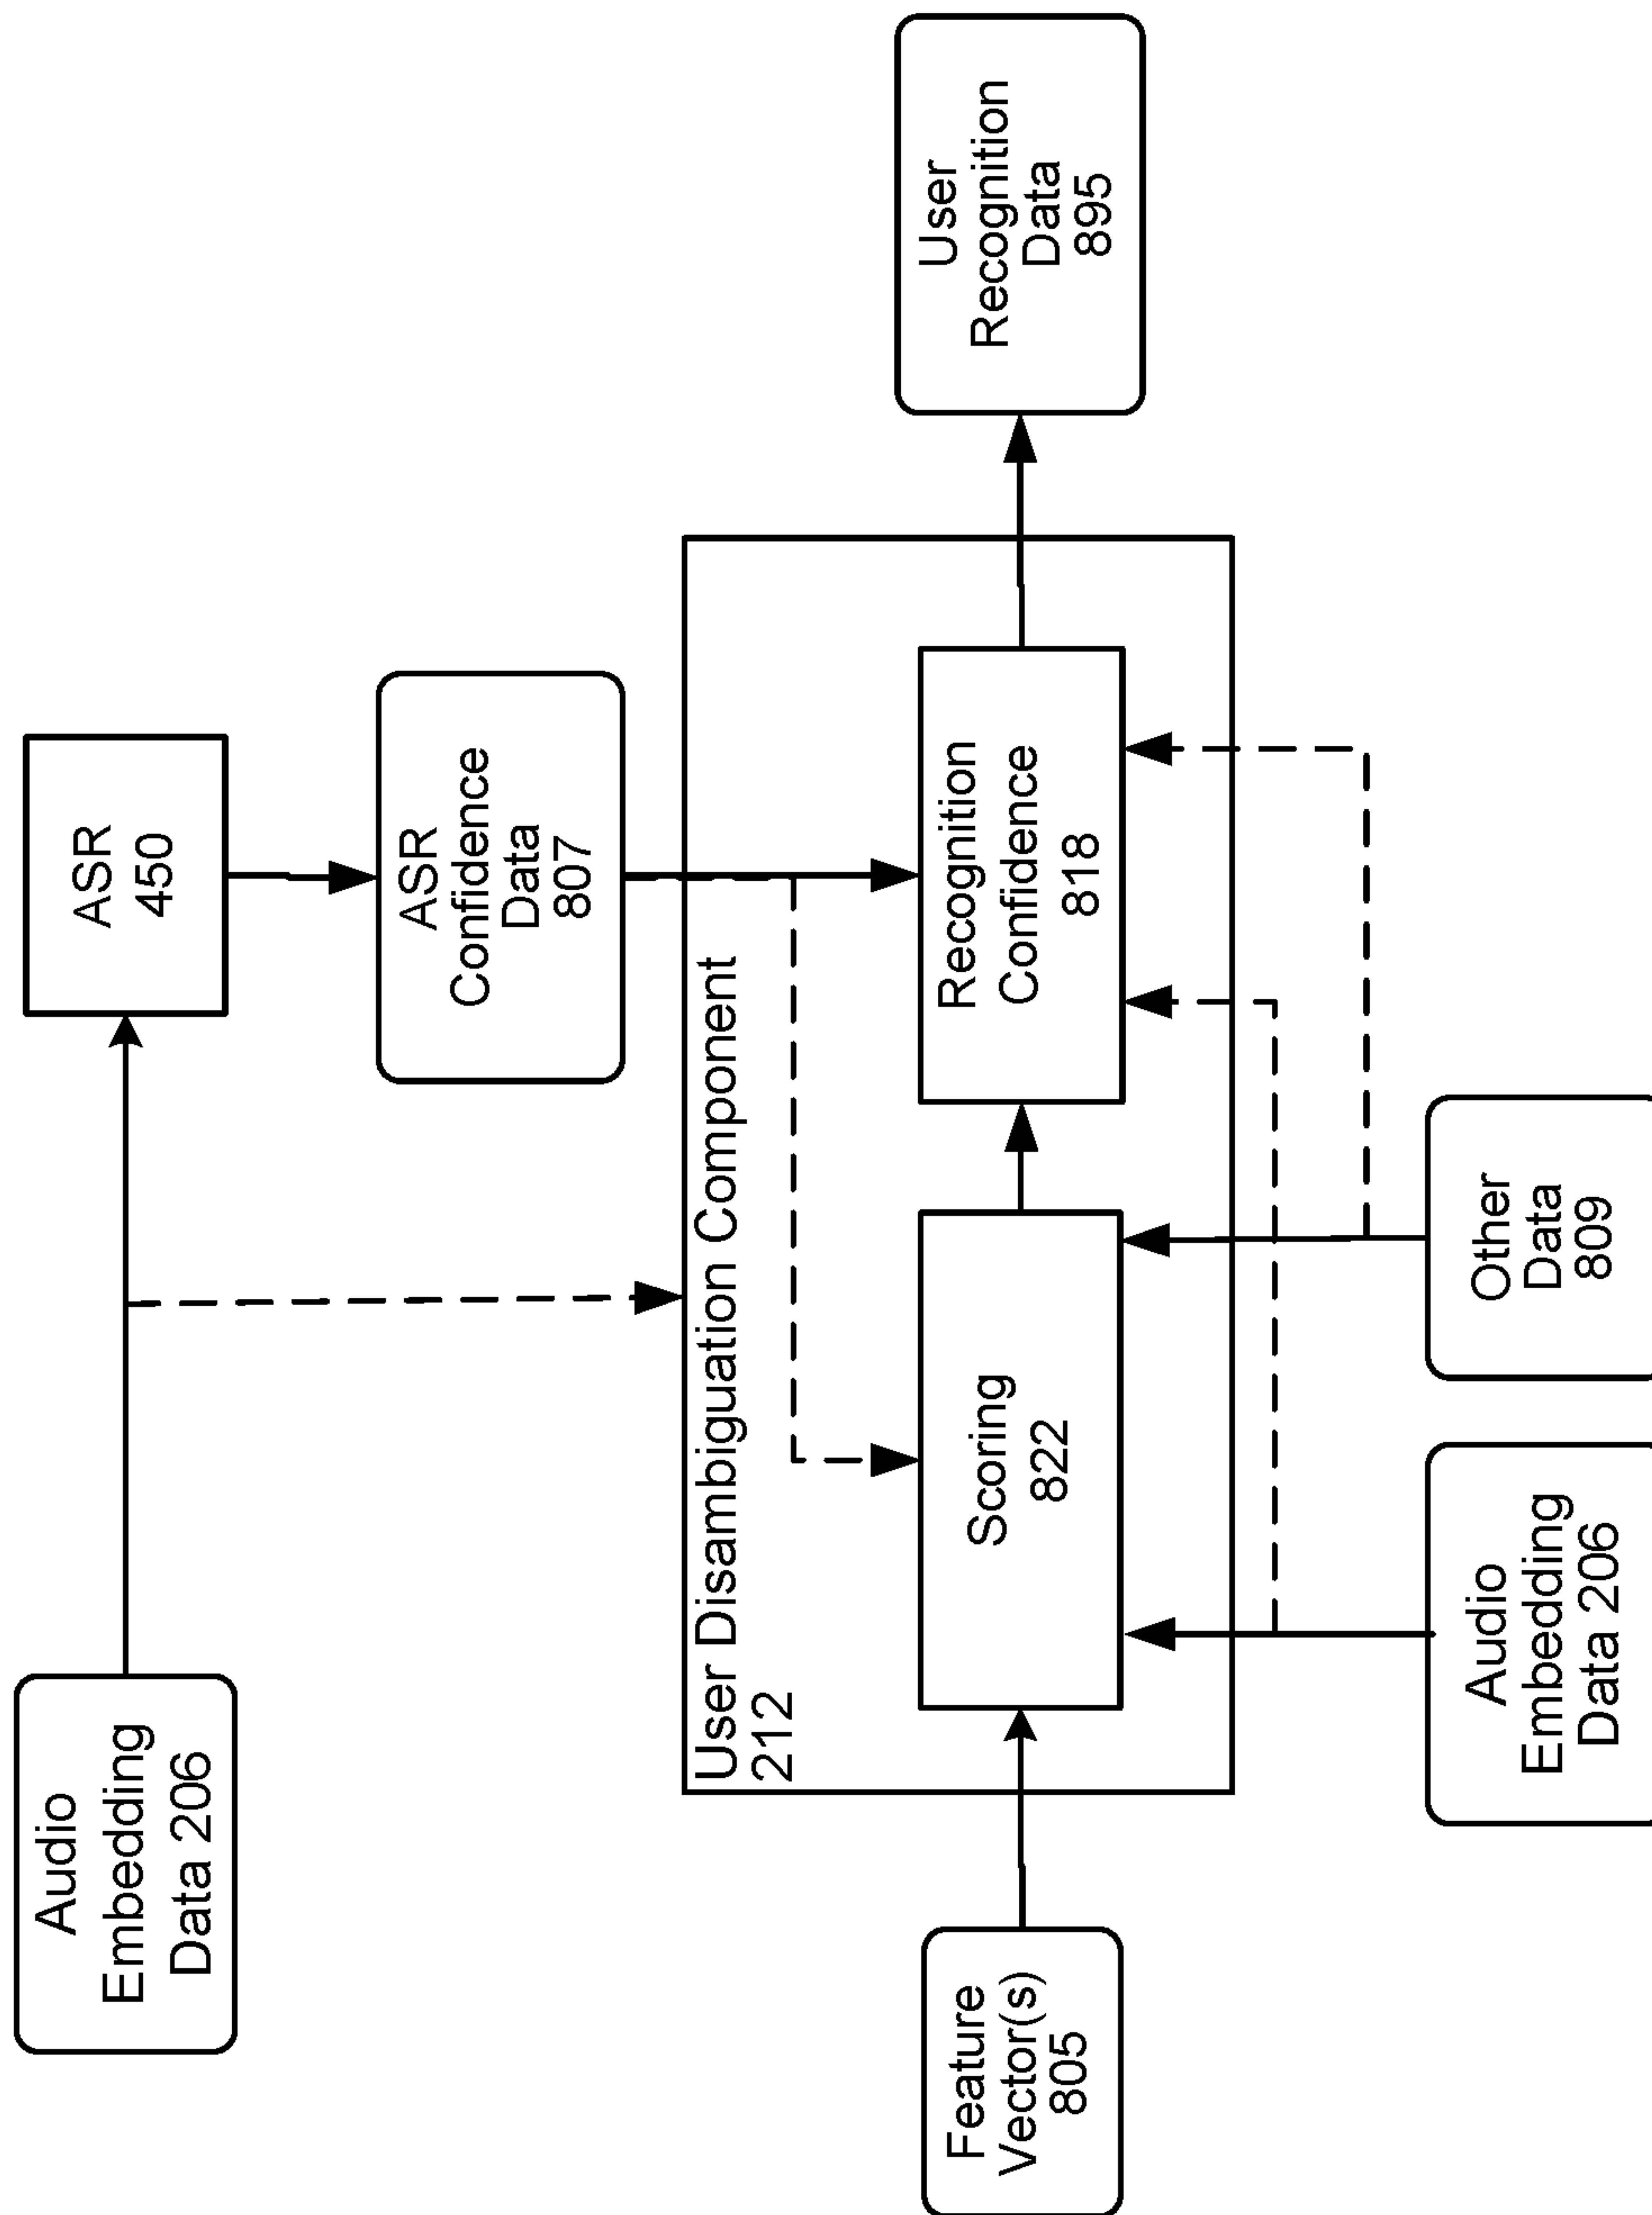 Audio
Embedding
Data 206
ASR
450
ASR
Confidence
Data
807
User Disambiguation Component
212
Feature
Vector(s)
805
Scoring
822
Recognition
Confidence
818
User
Recognition
Data
895
Audio
Embedding
Data 206
Other
Data
809